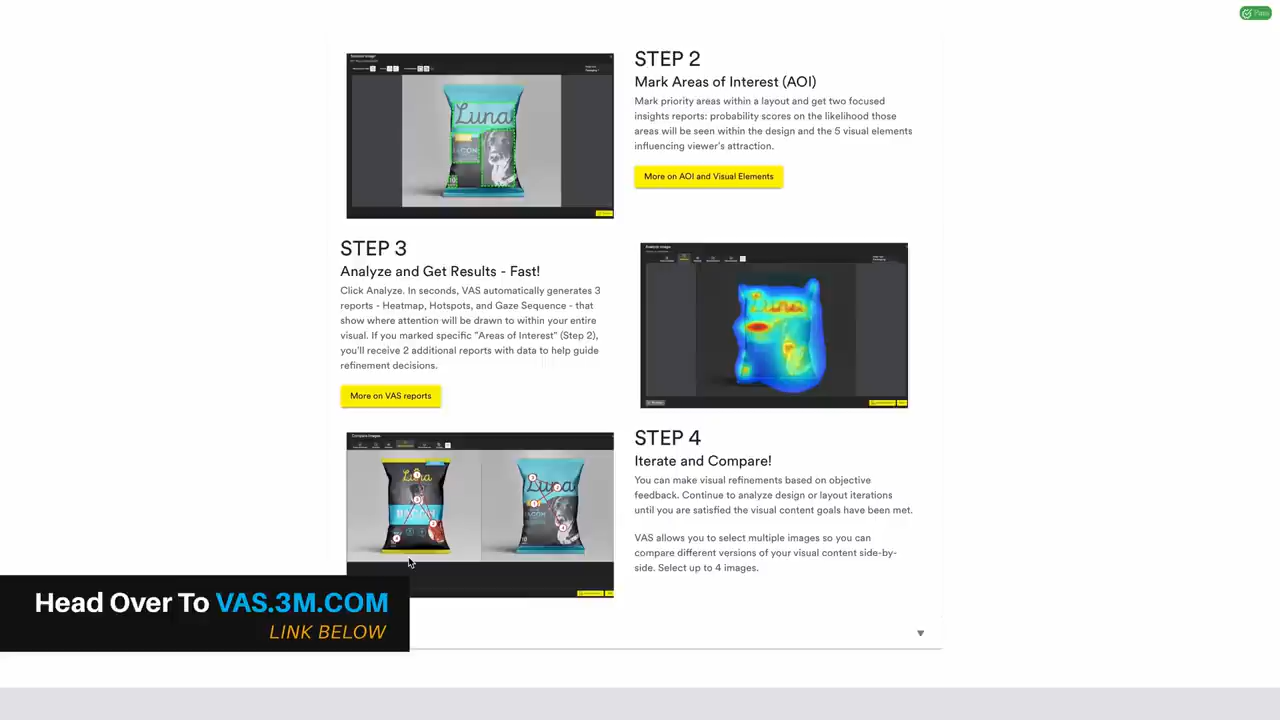 Pass
STEP 2
Mark Areas of Interest (AOI)
Mark priority areas within a layout and get two focused
insights reports: probability scores on the likelihood those
areas will be seen within the design and the 5 visual elements
influencing viewer's attraction.
More on AOI and Visual Elements
Luna
STEP 3
Analyze and Get Results - Fast!
Click Analyze. In seconds, VAS automatically generates 3
reports - Heatmap, Hotspots, and Gaze Sequence - that
show where attention will be drawn to within your entire
visual. If you marked specific "Areas of Interest" (Step 2),
you'll receive 2 additional reports with data to help guide
refinement decisions.
More on VAS reports
Luna
Compare Images
Luna
Luna
STEP 4
Iterate and Compare!
You can make visual refinements based on objective
feedback. Continue to analyze design or layout iterations
until you are satisfied the visual content goals have been met.
VAS allows you to select multiple images so you can
compare different versions of your visual content side-by-
side. Select up to 4 images.
Head Over To VAS.3M.COM
LINK BELOW